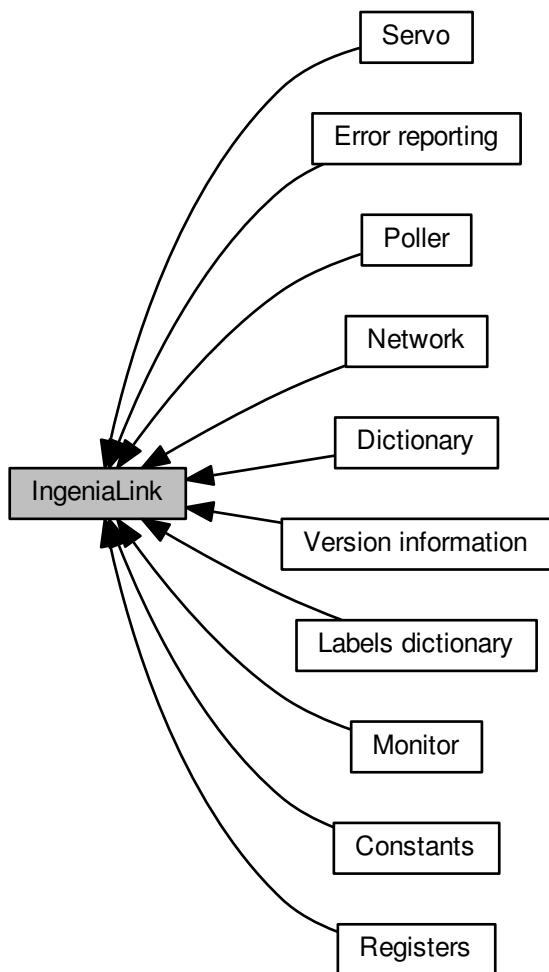 Servo
Error reporting
Poller
Network
Dictionary
IngeniaLink
Version information
Labels dictionary
Monitor
Constants
Registers